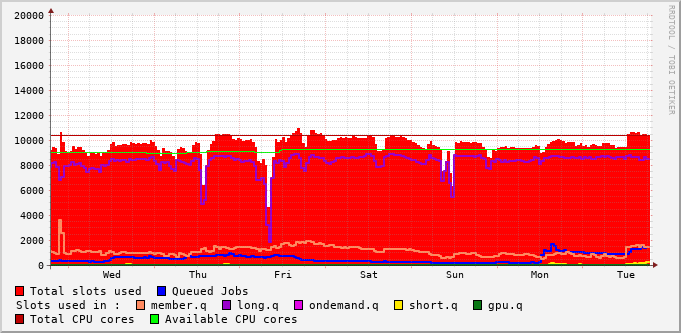 20000
18000
16000
14000
12000
10000
8000
6000
4000
2000
0
Wed Thu Fri Sat Sun Mon Tue
RRDTOOL / TOBI OETIKER
Total slots used Queued Jobs
Slots used in : member.q long.q ondemand.q short.q gpu.q
Total CPU cores Available CPU cores